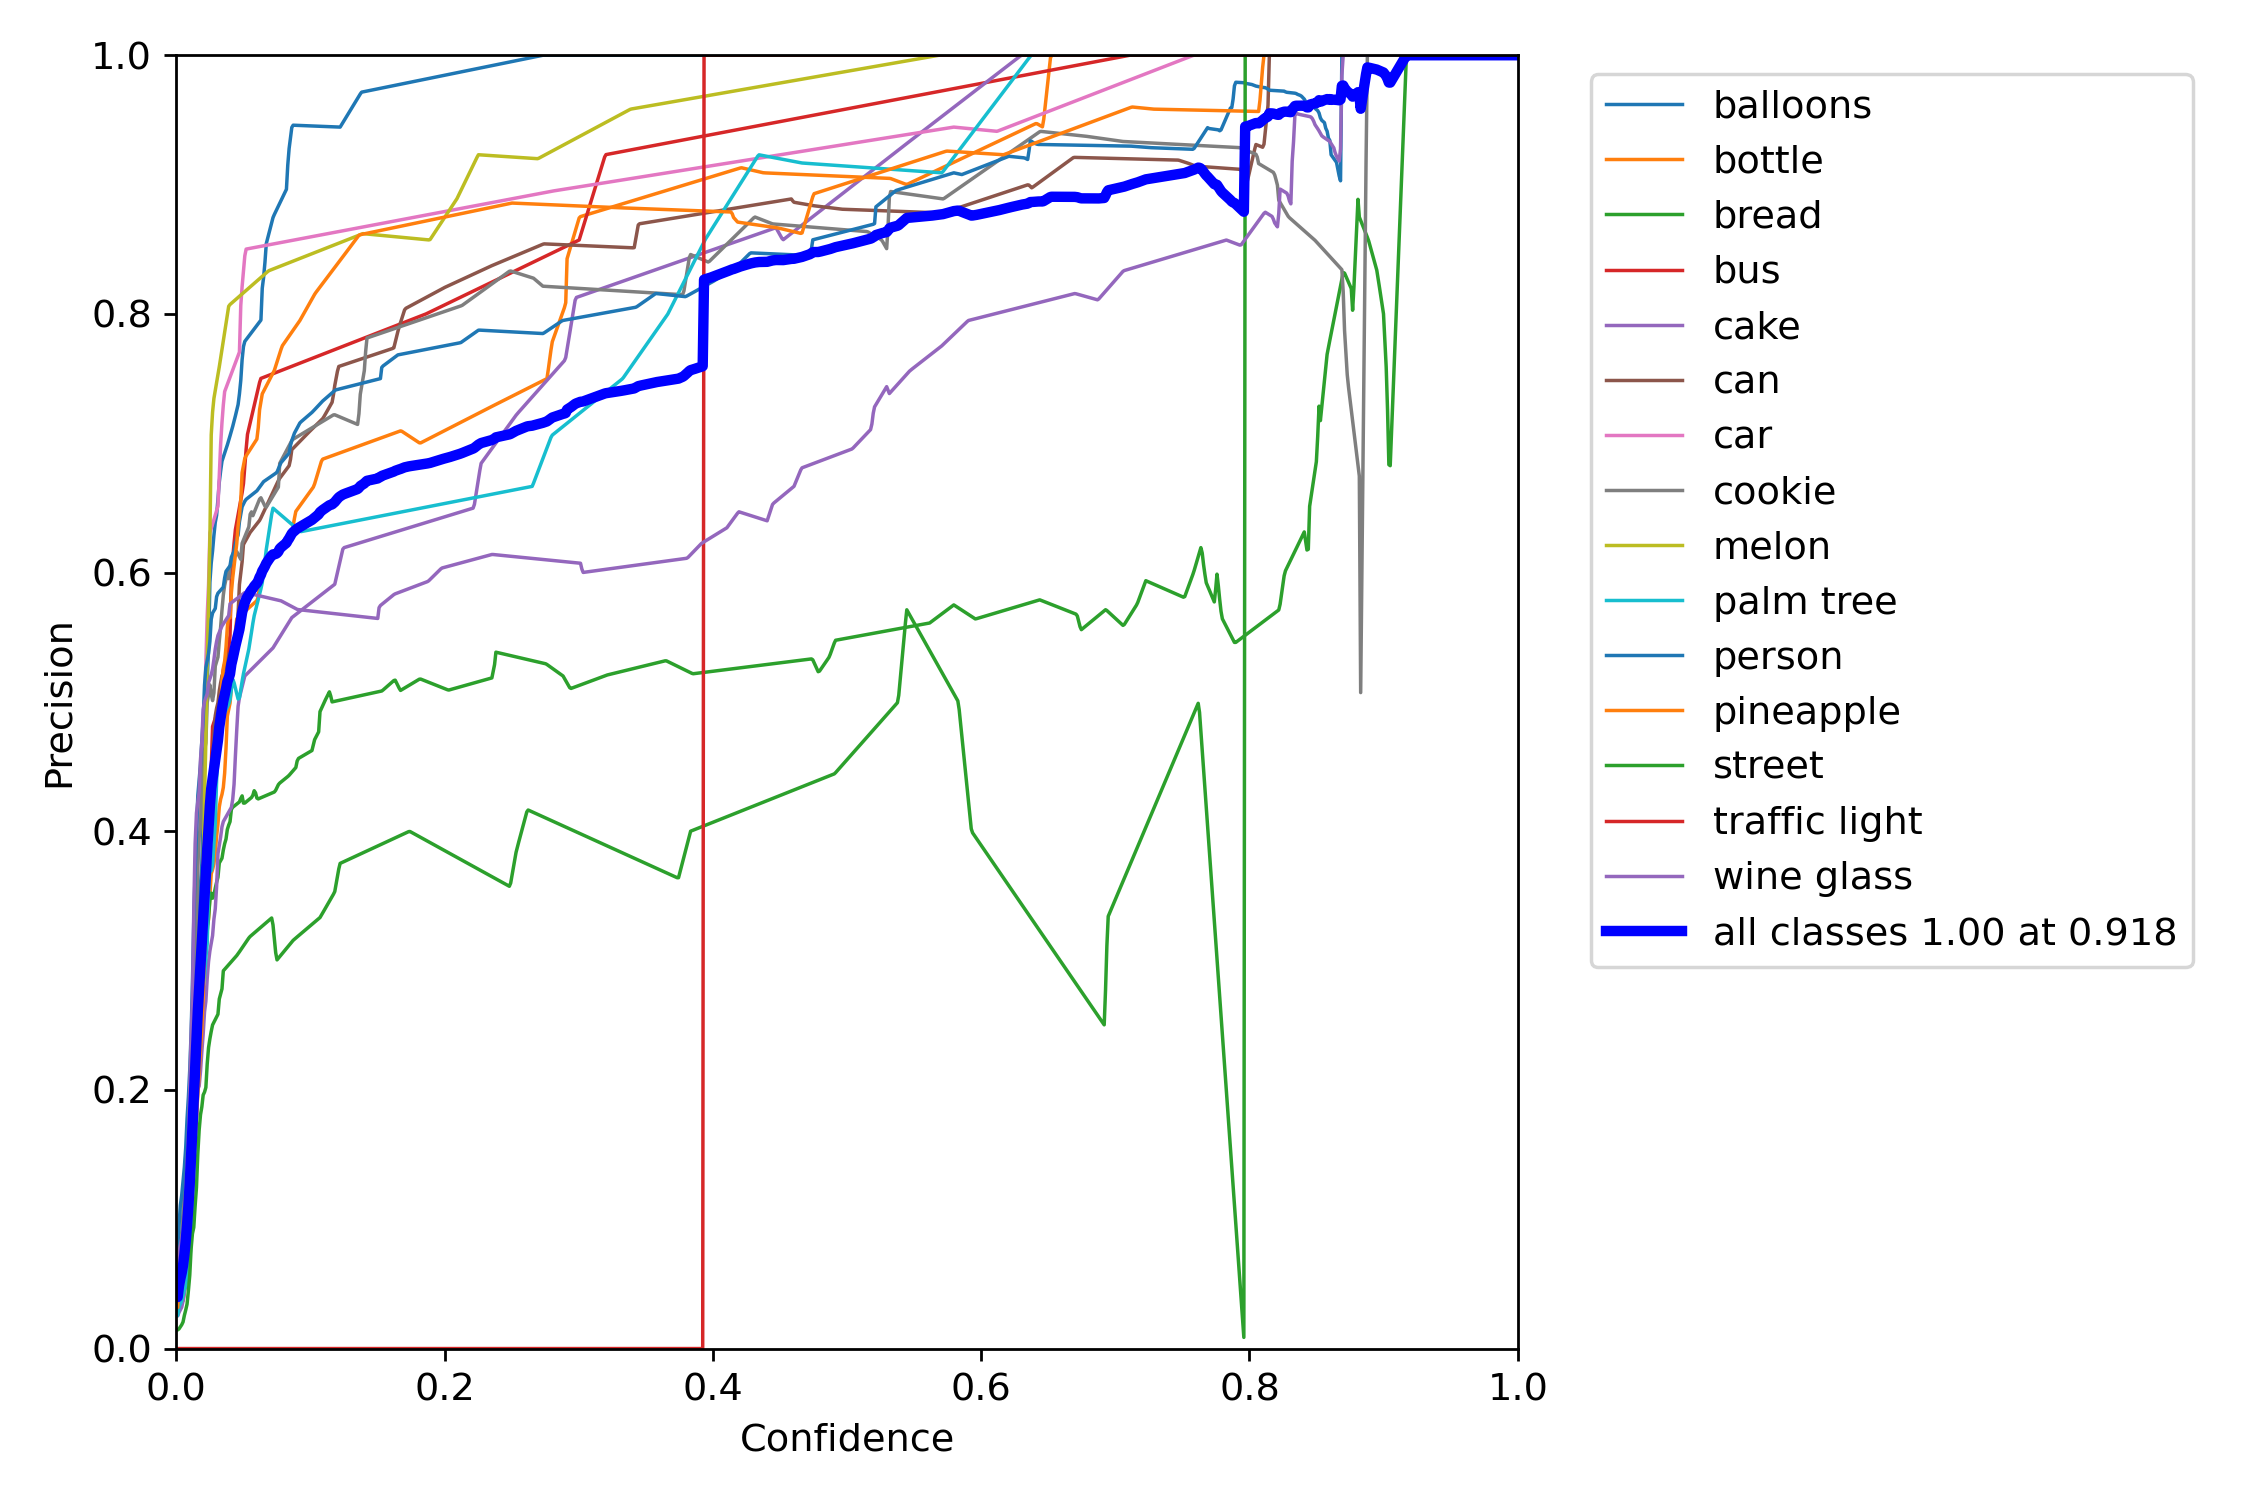 1.0
0.8
0.6
0.4
0.2
0.0
Precision
0.0 0.2 0.4 0.6 0.8 1.0
Confidence
balloons
bottle
bread
bus
cake
can
car
cookie
melon
palm tree
person
pineapple
street
traffic light
wine glass
all classes 1.00 at 0.918